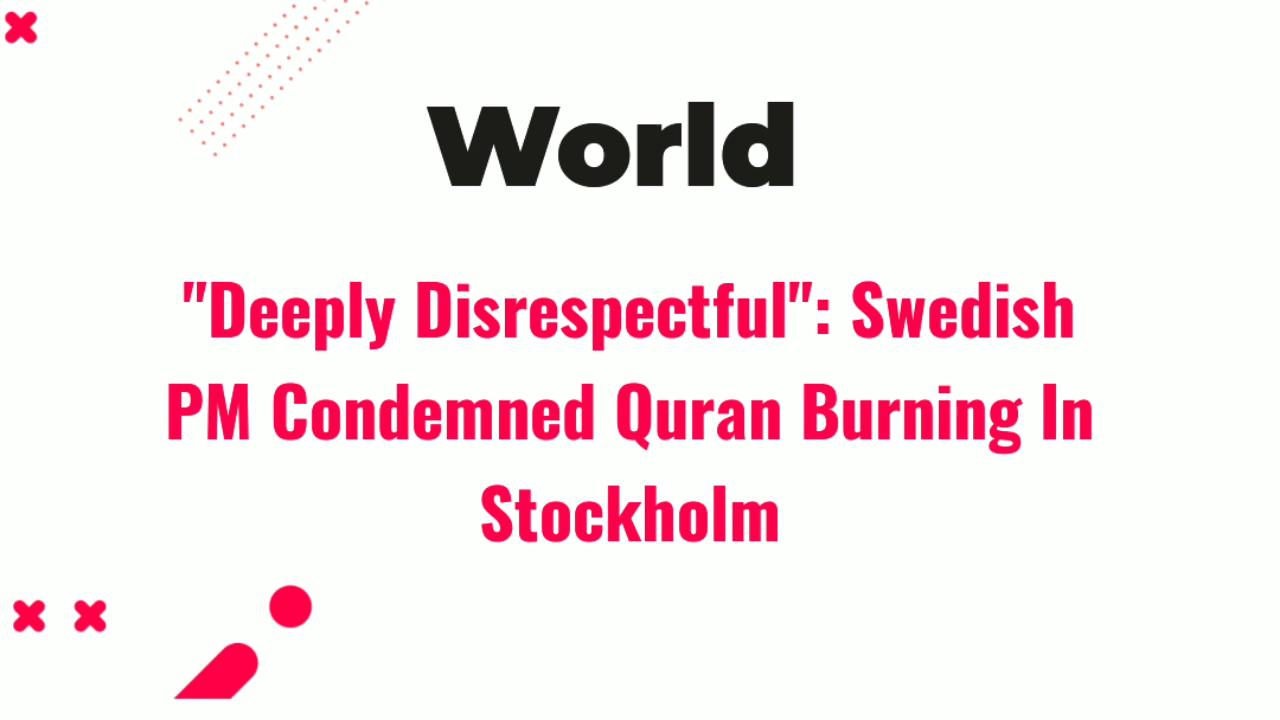 World
"Deeply Disrespectful": Swedish
PM Condemned Quran Burning In
Stockholm